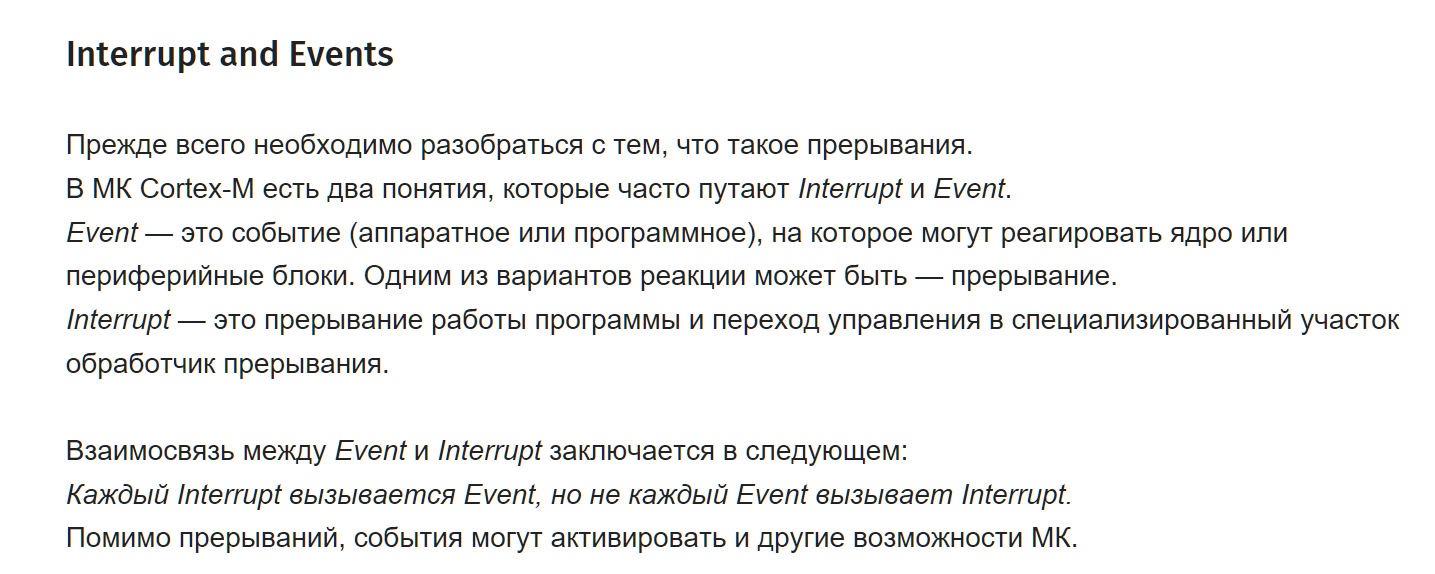 Interrupt and Events
Прежде всего необходимо разобраться с тем, что такое прерывания.
В МК Cortex-M есть два понятия, которые часто путают Interrupt и Event.
Event — это событие (аппаратное или программное), на которое могут реагировать ядро или
периферийные блоки. Одним из вариантов реакции может быть — прерывание.
Interrupt — это прерывание работы программы и переход управления в специализированный участок
обработчик прерывания.
Взаимосвязь между Event и Interrupt заключается в следующем:
Каждый Interrupt вызывается Event, но не каждый Event вызывает Interrupt.
Помимо прерываний, события могут активировать и другие возможности МК.